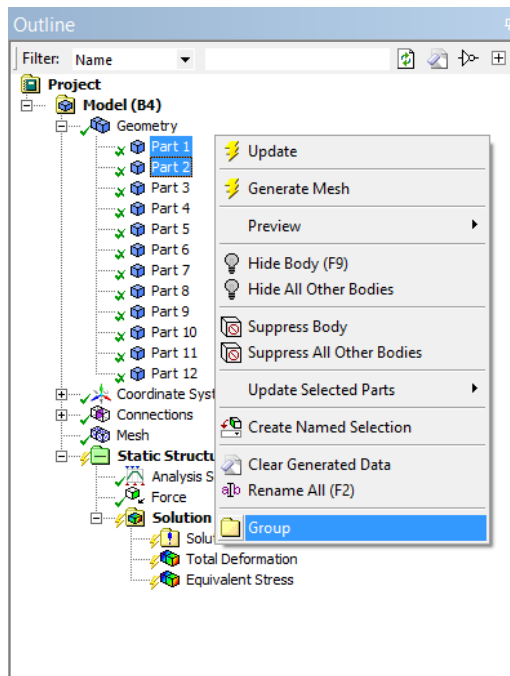 Outline
Filter: Name
Project
Model (B4)
Geometry
Part 1
Part 2
Part 3
Part 4
Part 5
Part 6
Part 7
Part 8
Part 9
Part 10
Part 11
Part 12
Coordinate Syst
Connections
Mesh
Static Structu
Analysis S
Force
Solution
Solut
Total Deformation
Equivalent Stress
Update
Generate Mesh
Preview
Hide Body (F9)
Hide All Other Bodies
Suppress Body
Suppress All Other Bodies
Update Selected Parts
Create Named Selection
Clear Generated Data
Rename All (F2)
Group